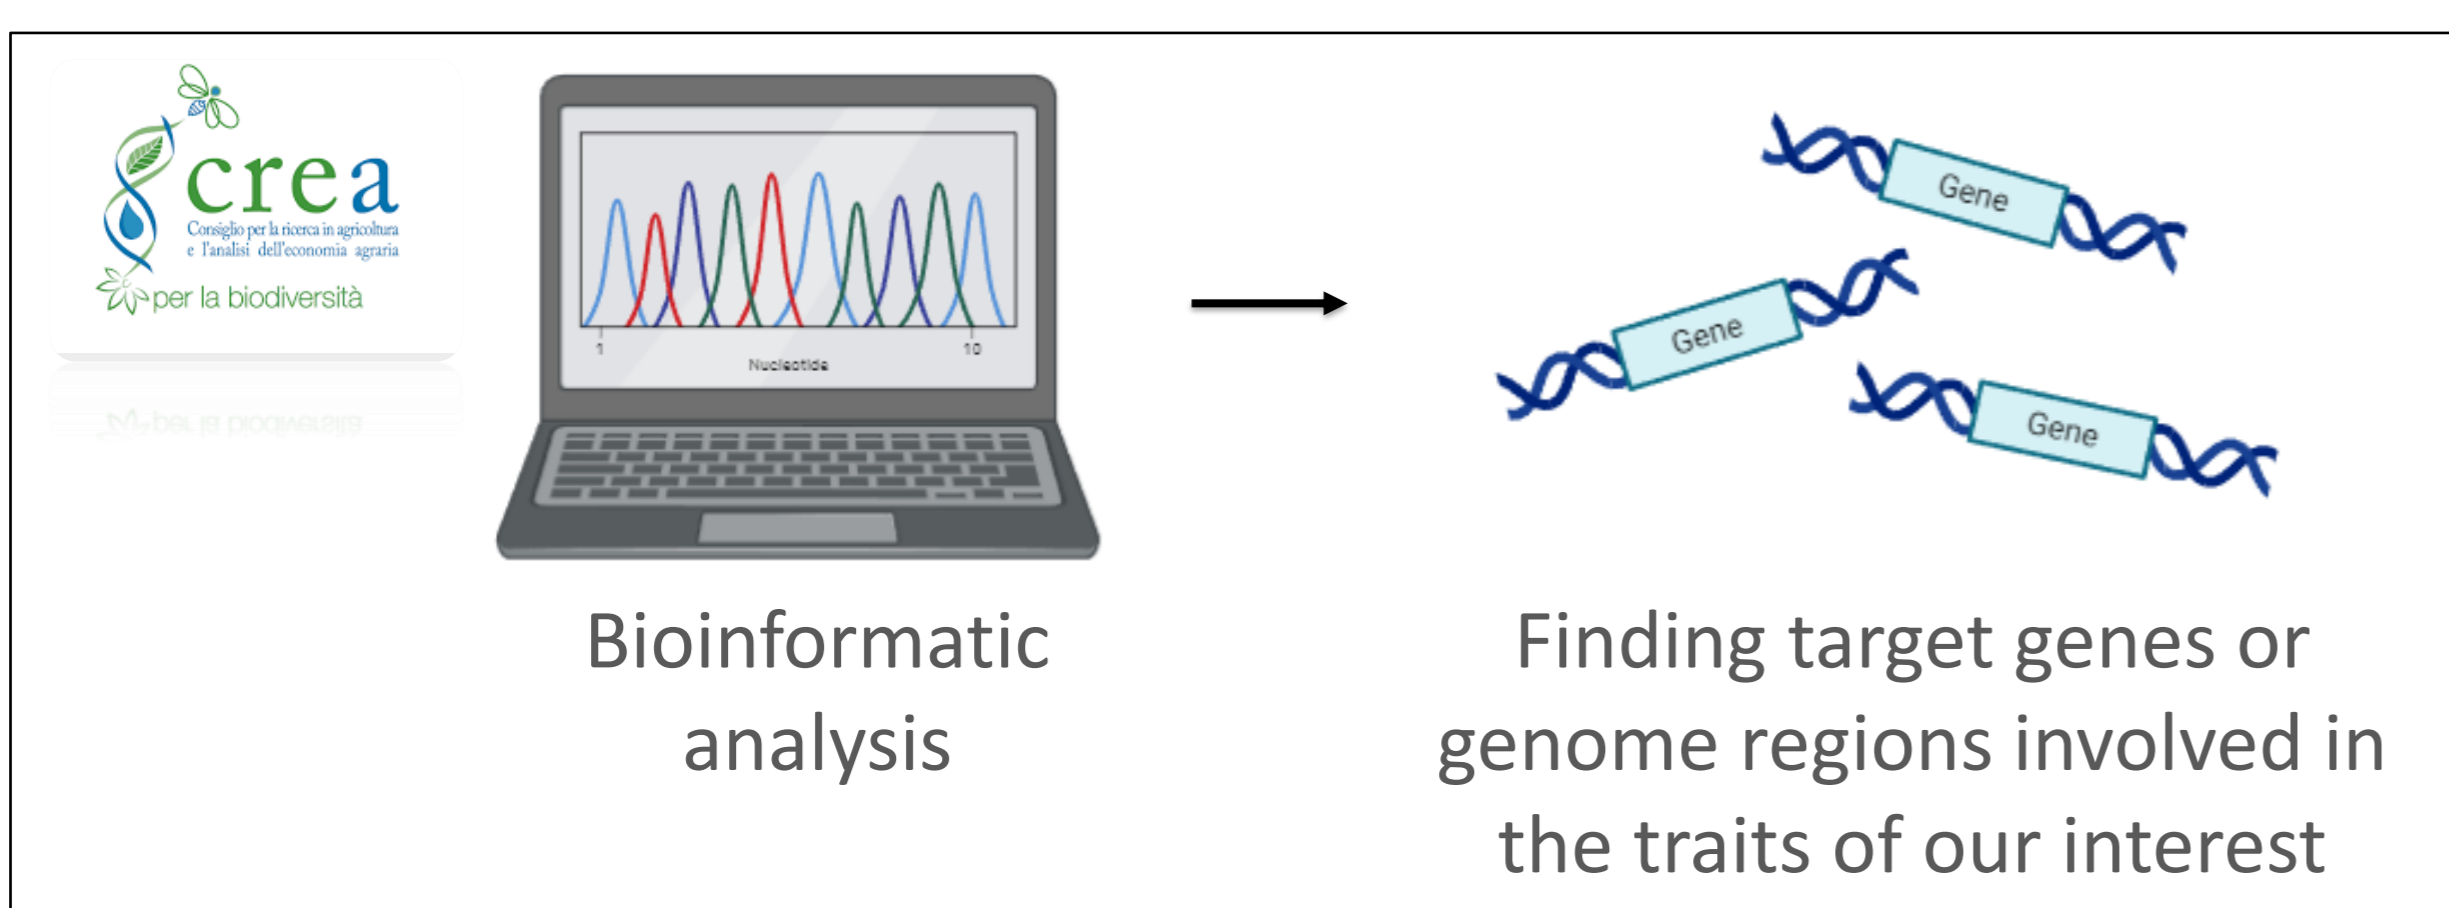 crea
Consiglio per la ricerca in agricoltura
e l'analisi dell'economia agraria
per la biodiversità
1
10
Nucleotide
Gene
Gene
Gene
Bioinformatic
analysis
Finding target genes or
genome regions involved in
the traits of our interest